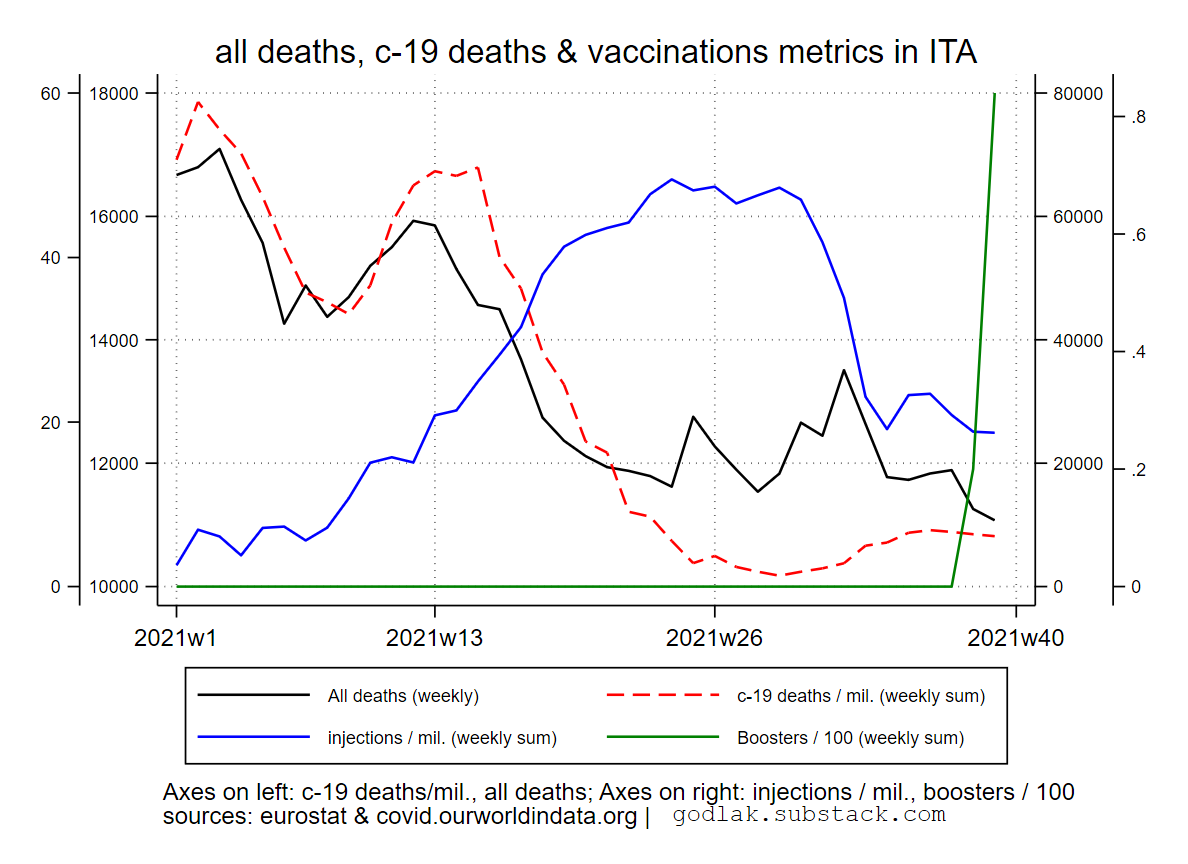 all deaths, c-19 deaths & vaccinations metrics in ITA
60 18000 80000 .8
16000 60000 .6
40
14000 40000 .4
20
12000 20000 .2
0 10000 0 0
2021w1 2021w13 2021w26 2021w40
All deaths (weekly) c-19 deaths / mil. (weekly sum)
injections / mil. (weekly sum) Boosters / 100 (weekly sum)
Axes on left: c-19 deaths/mil., all deaths; Axes on right: injections / mil., boosters / 100
sources: eurostat & covid.ourworldindata.org | godlak.substack.com